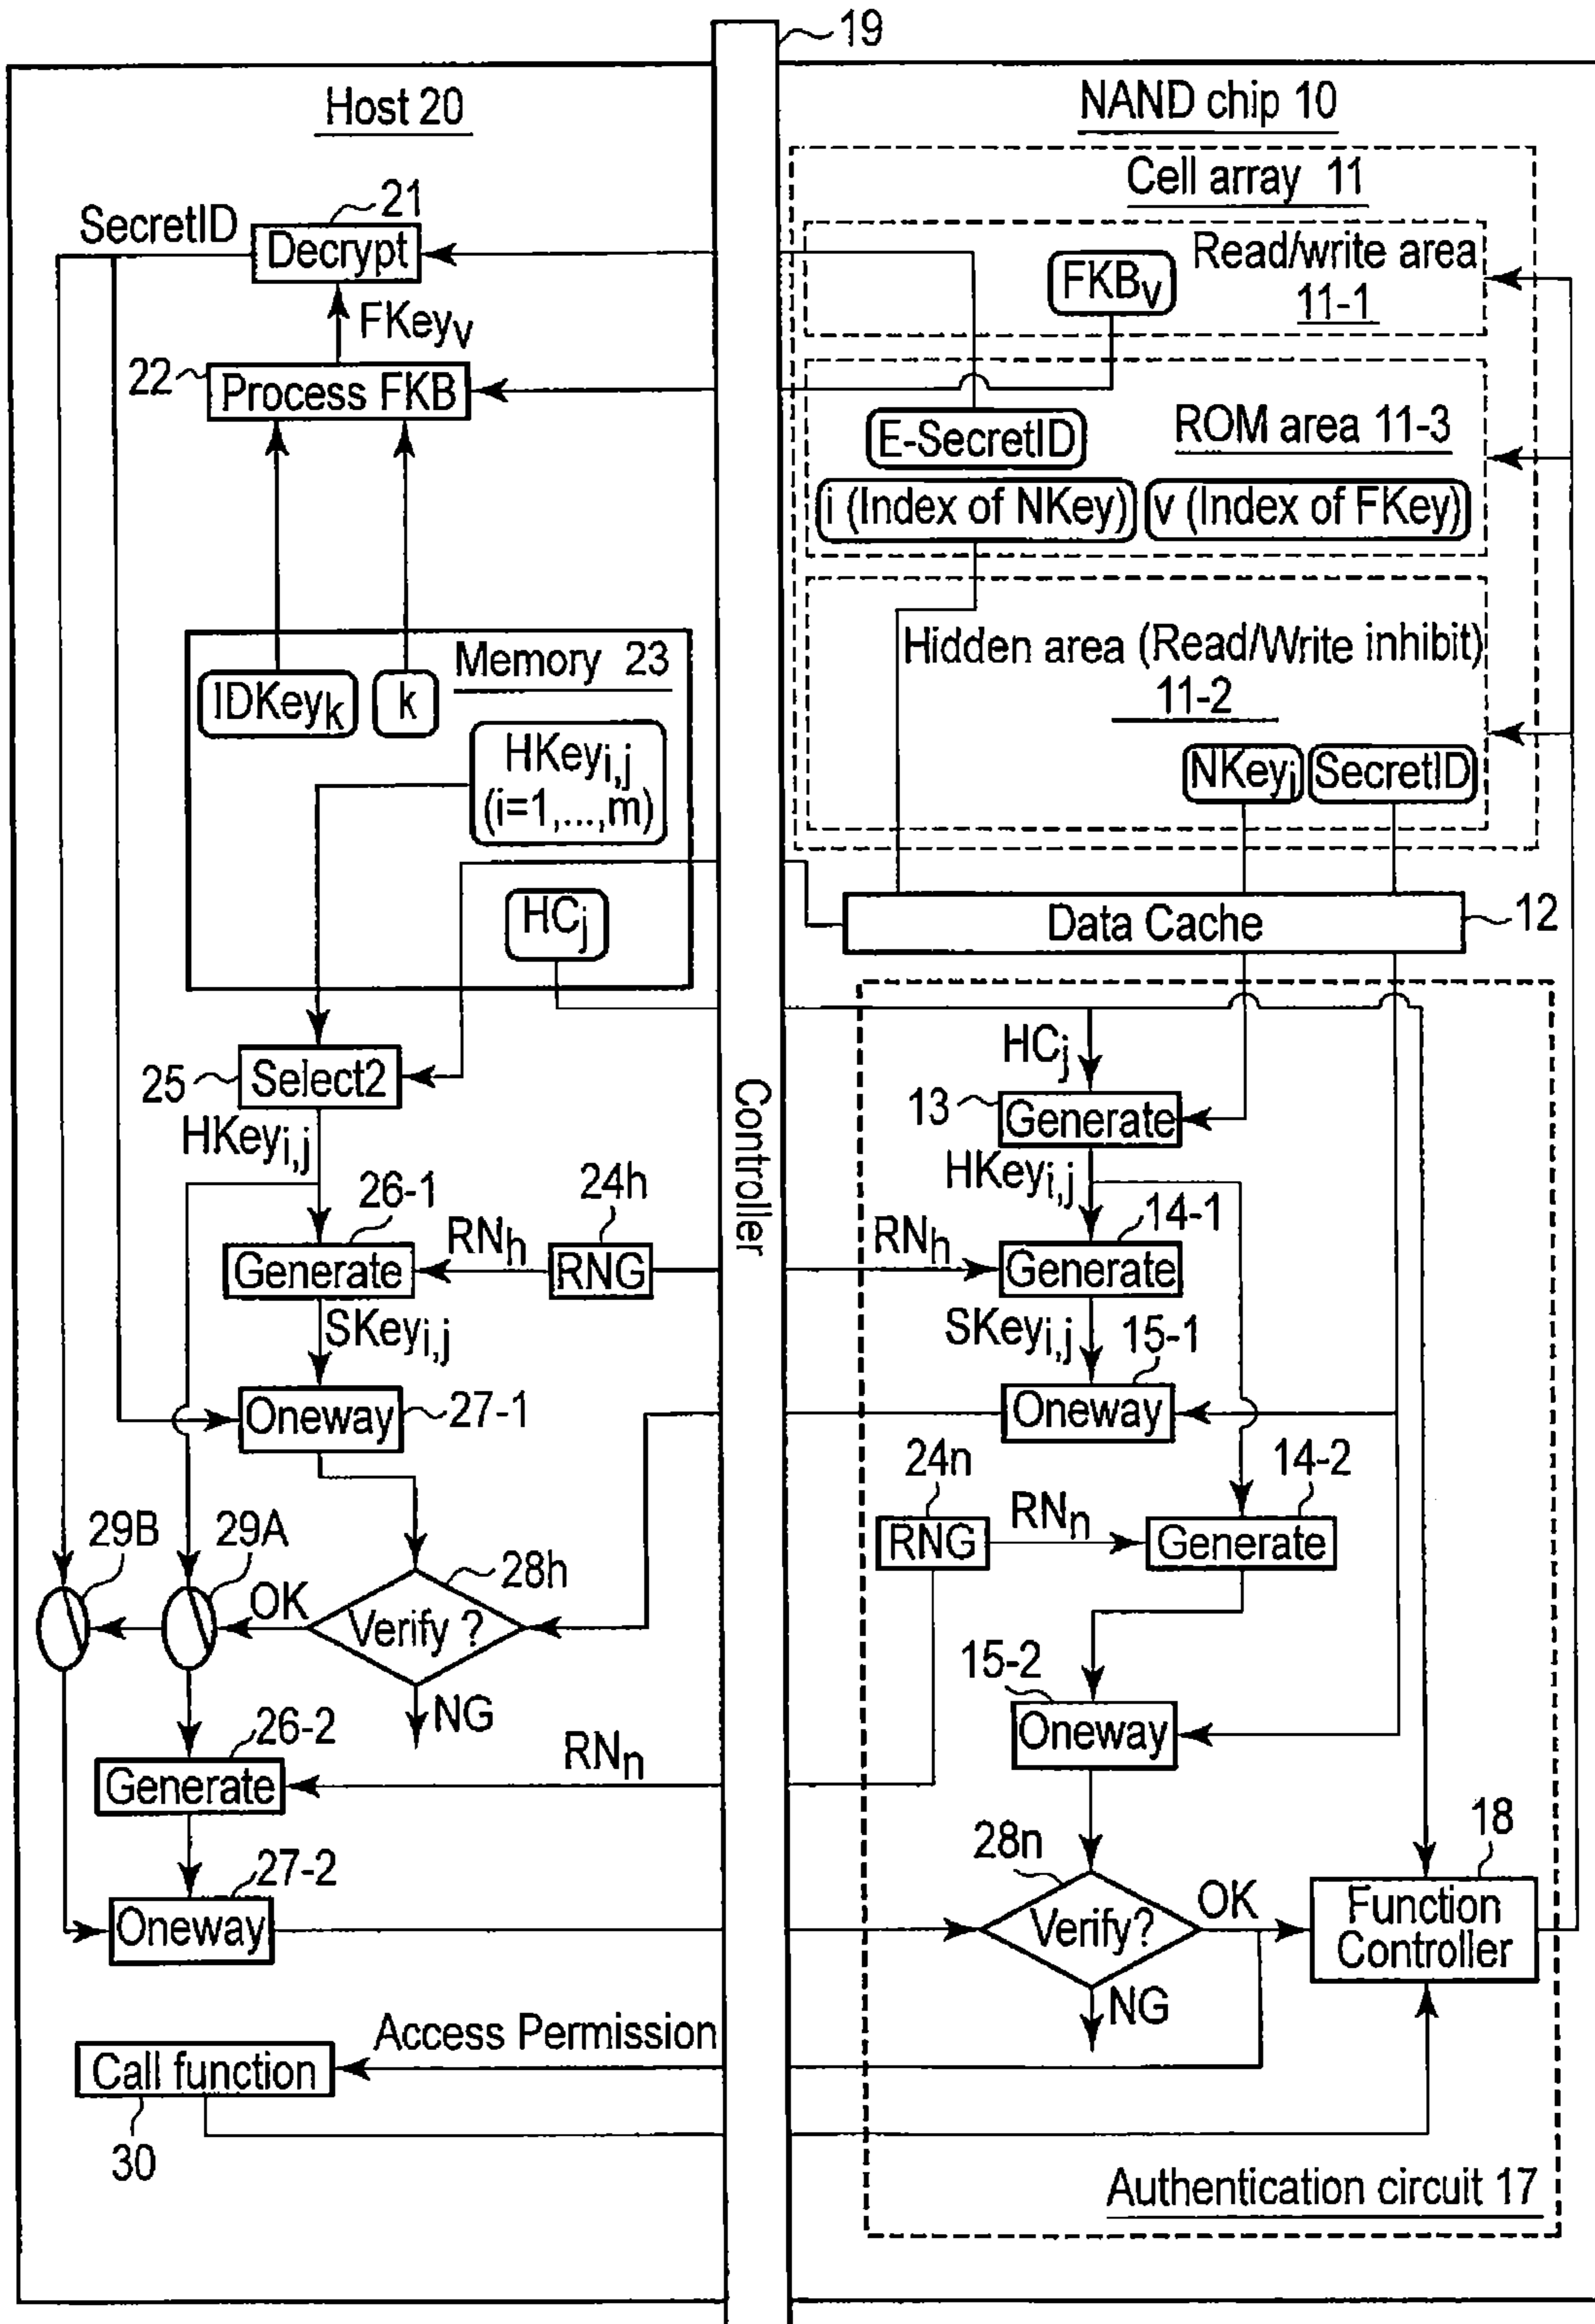 19
Host 20
NAND chip 10
Cell array 11
21
SecretID
Decrypt
FKBv
Read/write area
11-1
FKeyv
22
Process FKB
E-SecretID
ROM area 11-3
i (Index of NKey)
v (Index of FKey)
Memory 23
IDKeyk
k
Hidden area (Read/Write inhibit)
11-2
HKeyi,j
(i=1,...,m)
NKeyi
SecretID
HCj
Data Cache
12
25
Select2
HCj
13
Generate
Controller
HKeyi,j
HKeyi,j
26-1
24h
14-1
Generate
RNh
RNG
RNh
Generate
SKeyi,j
SKeyi,j
15-1
Oneway
27-1
Oneway
24n
14-2
29B
29A
RNG
RNn
Generate
28h
OK
Verify ?
15-2
NG
Oneway
26-2
RNn
Generate
28n
18
27-2
Oneway
Verify?
OK
Function
Controller
NG
Access Permission
Call function
30
Authentication circuit 17